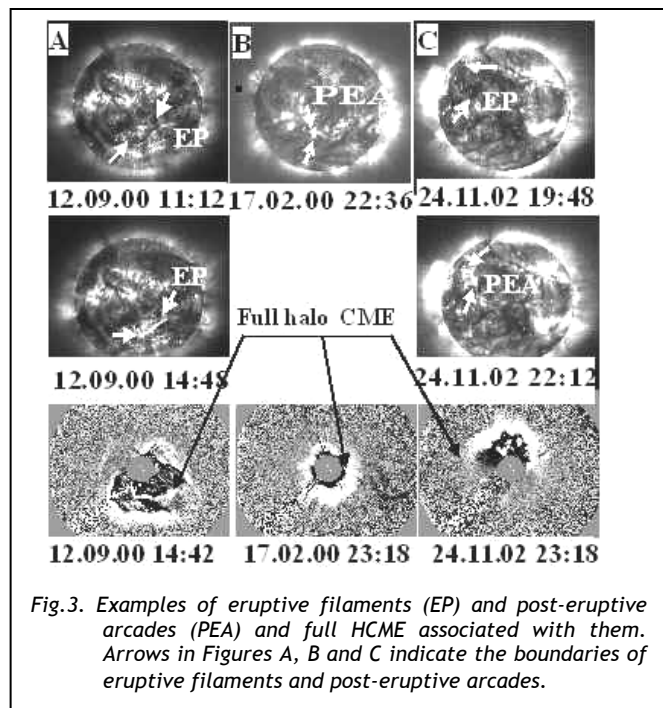 A
B
C
EP
PEA
EP
12.09.00 11:12
17.02.00 22:36
24.11.02 19:48
EP
PEA
Full halo CME
12.09.00 14:48
24.11.02 22:12
12.09.00 14:42
17.02.00 23:18
24.11.02 23:18
Fig.3. Examples of eruptive filaments (EP) and post-eruptive
arcades (PEA) and full HCME associated with them.
Arrows in Figures A, B and C indicate the boundaries of
eruptive filaments and post-eruptive arcades.